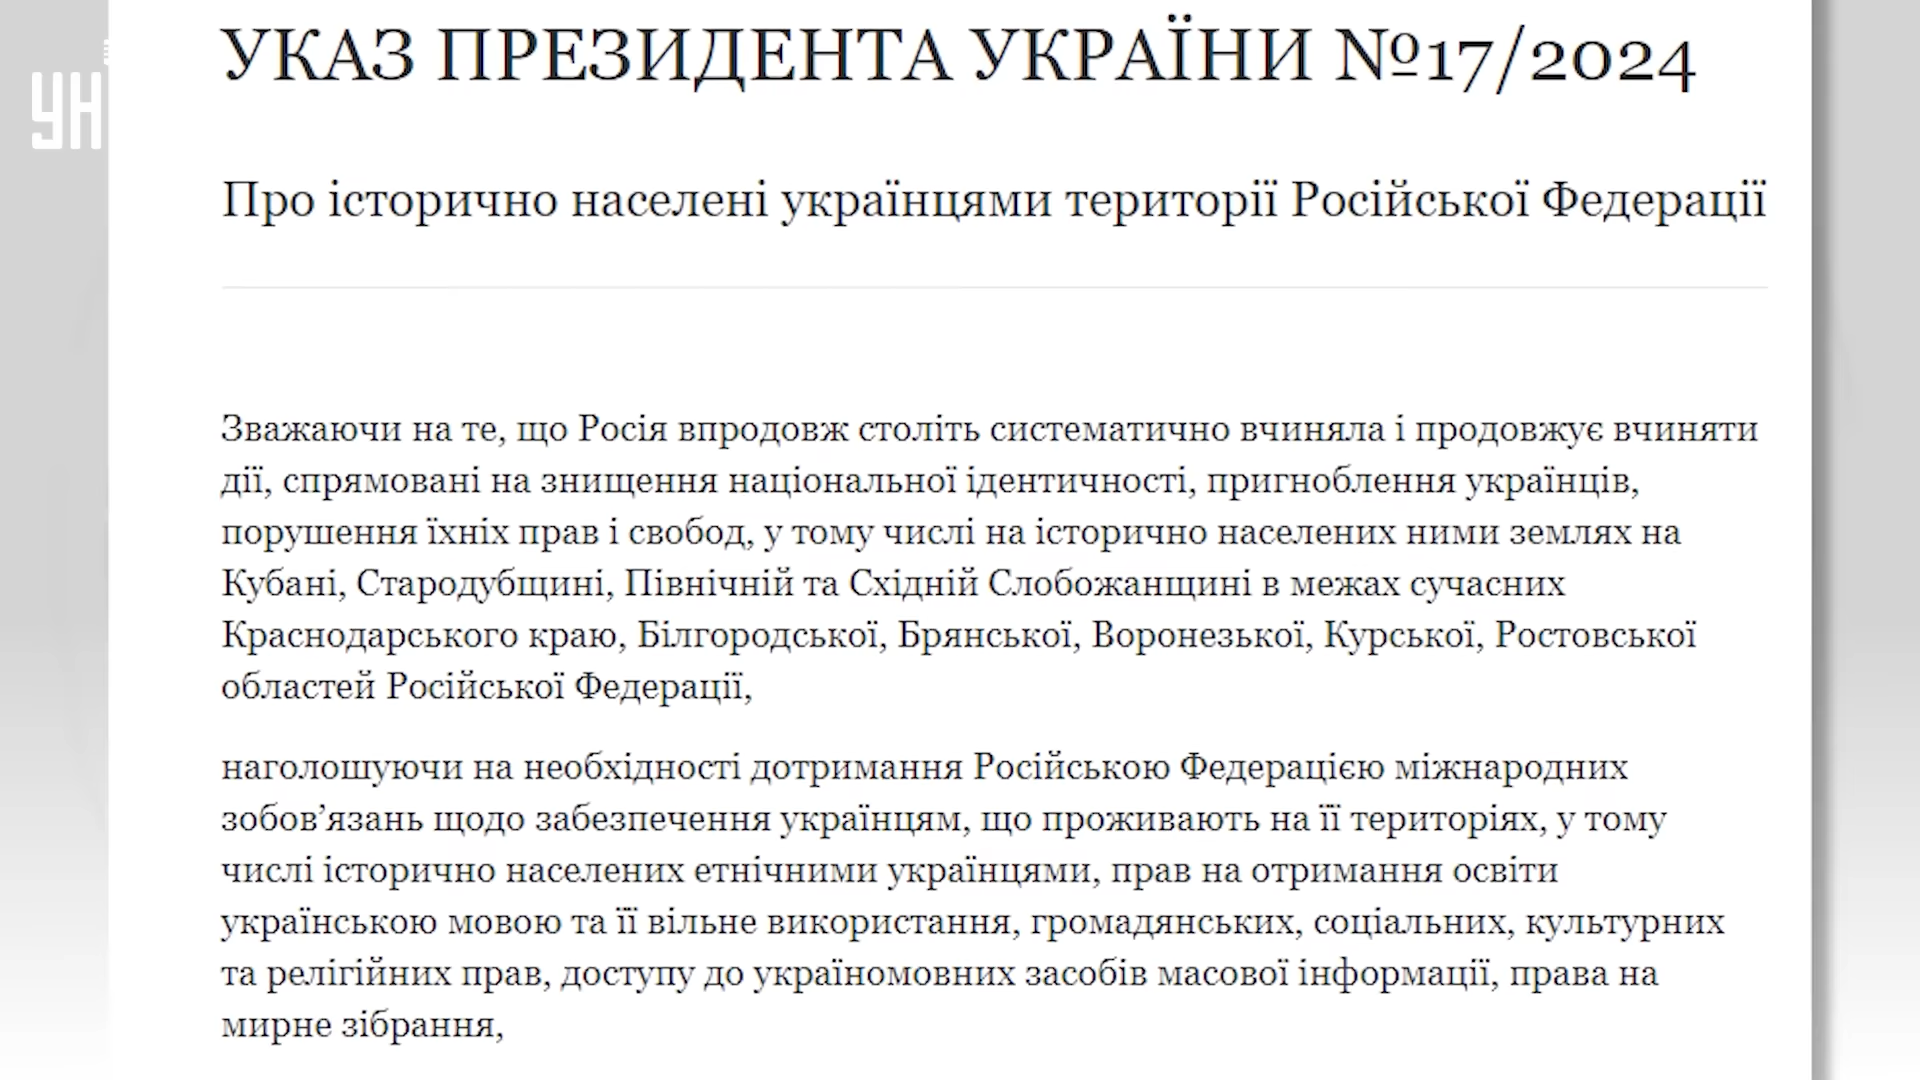 УКАЗ ПРЕЗИДЕНТА УКРАЇНИ №17/2024
УН
Про історично населені українцями території Російської Федерації
Зважаючи на те, що Росія впродовж століть систематично вчиняла і продовжує вчиняти
дії, спрямовані на знищення національної ідентичності, пригноблення українців,
порушення їхніх прав і свобод, у тому числі на історично населених ними землях на
Кубані, Стародубщині, Північній та Східній Слобожанщині в межах сучасних
Краснодарського краю, Білгородської, Брянської, Воронезької, Курської, Ростовської
областей Російської Федерації,
наголошуючи на необхідності дотримання Російською Федерацією міжнародних
зобов’язань щодо забезпечення українцям, що проживають на її територіях, у тому
числі історично населених етнічними українцями, прав на отримання освіти
українською мовою та її вільне використання, громадянських, соціальних, культурних
та релігійних прав, доступу до україномовних засобів масової інформації, права на
мирне зібрання,